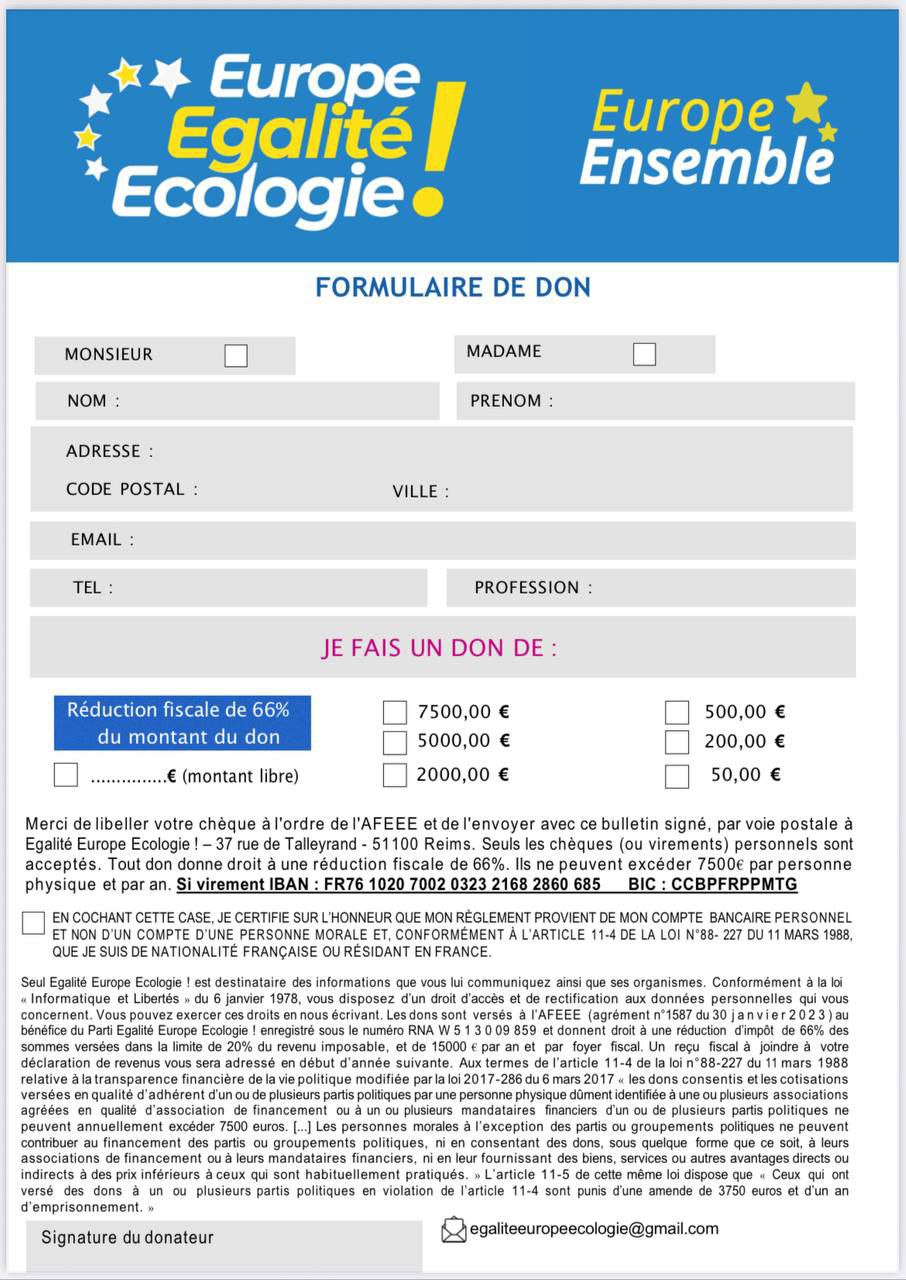 Europe
Egalité
Ecologie !
Europe
Ensemble
FORMULAIRE DE DON
MONSIEUR
MADAME
NOM :
PRENOM :
ADRESSE :
CODE POSTAL :
VILLE :
EMAIL :
TEL :
PROFESSION :
JE FAIS UN DON DE :
Réduction fiscale de 66%
du montant du don
...............€ (montant libre)
7500,00 €
5000,00 €
2000,00 €
500,00 €
200,00 €
50,00 €
Merci de libeller votre chèque à l'ordre de l'AFEEE et de l'envoyer avec ce bulletin signé, par voie postale à
Egalité Europe Ecologie ! – 37 rue de Talleyrand - 51100 Reims. Seuls les chèques (ou virements) personnels sont
acceptés. Tout don donne droit à une réduction fiscale de 66%. Ils ne peuvent excéder 7500€ par personne
physique et par an. Si virement IBAN : FR76 1020 7002 0323 2168 2860 685 BIC : CCBPFRPPMTG
EN COCHANT CETTE CASE, JE CERTIFIE SUR L'HONNEUR QUE MON RÈGLEMENT PROVIENT DE MON COMPTE BANCAIRE PERSONNEL
ET NON D'UN COMPTE D'UNE PERSONNE MORALE ET, CONFORMÉMENT À L'ARTICLE 11-4 DE LA LOI N°88- 227 DU 11 MARS 1988,
QUE JE SUIS DE NATIONALITÉ FRANÇAISE OU RÉSIDANT EN FRANCE.
Seul Egalité Europe Ecologie ! est destinataire des informations que vous lui communiquez ainsi que ses organismes. Conformément à la loi
« Informatique et Libertés » du 6 janvier 1978, vous disposez d'un droit d'accès et de rectification aux données personnelles qui vous
concernent. Vous pouvez exercer ces droits en nous écrivant. Les dons sont versés à l'AFEEE (agrément n°1587 du 30 janvier 2023) au
bénéfice du Parti Egalité Europe Ecologie ! enregistré sous le numéro RNA W 5 1 3 0 09 859 et donnent droit à une réduction d'impôt de 66% des
sommes versées dans la limite de 20% du revenu imposable, et de 15000 € par an et par foyer fiscal. Un reçu fiscal à joindre à votre
déclaration de revenus vous sera adressé en début d'année suivante. Aux termes de l'article 11-4 de la loi n°88-227 du 11 mars 1988
relative à la transparence financière de la vie politique modifiée par la loi 2017-286 du 6 mars 2017 « les dons consentis et les cotisations
versées en qualité d'adhérent d'un ou de plusieurs partis politiques par une personne physique dûment identifiée à une ou plusieurs associations
agréées en qualité d'association de financement ou à un ou plusieurs mandataires financiers d'un ou de plusieurs partis politiques ne
peuvent annuellement excéder 7500 euros. [...] Les personnes morales à l'exception des partis ou groupements politiques ne peuvent
contribuer au financement des partis ou groupements politiques, ni en consentant des dons, sous quelque forme que ce soit, à leurs
associations de financement ou à leurs mandataires financiers, ni en leur fournissant des biens, services ou autres avantages directs ou
indirects à des prix inférieurs à ceux qui sont habituellement pratiqués. » L'article 11-5 de cette même loi dispose que « Ceux qui ont
versé des dons à un ou plusieurs partis politiques en violation de l'article 11-4 sont punis d'une amende de 3750 euros et d'un an
d'emprisonnement. »
Signature du donateur
egaliteeuropeecologie@gmail.com